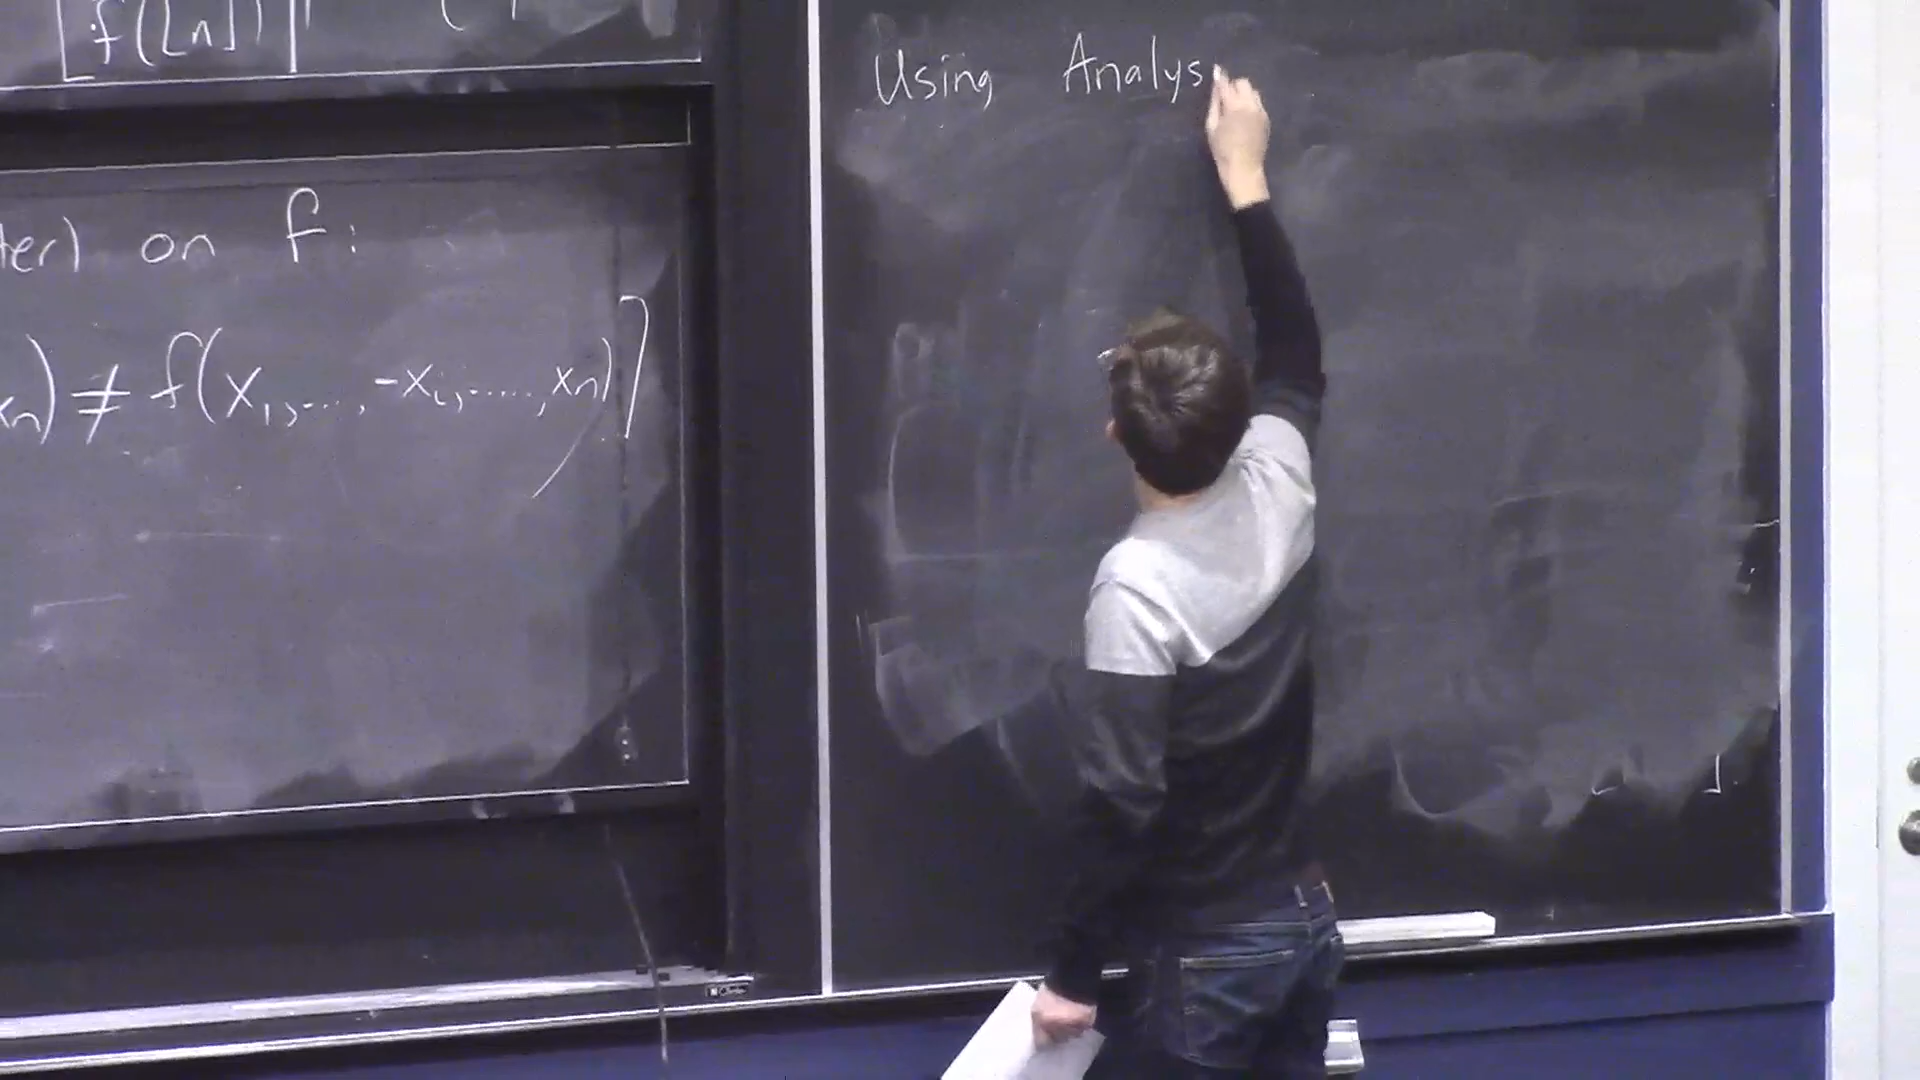 f([n])
ter) on f:
xn) ≠ f(x1,...,-xi,....,xn)]
Using Analys